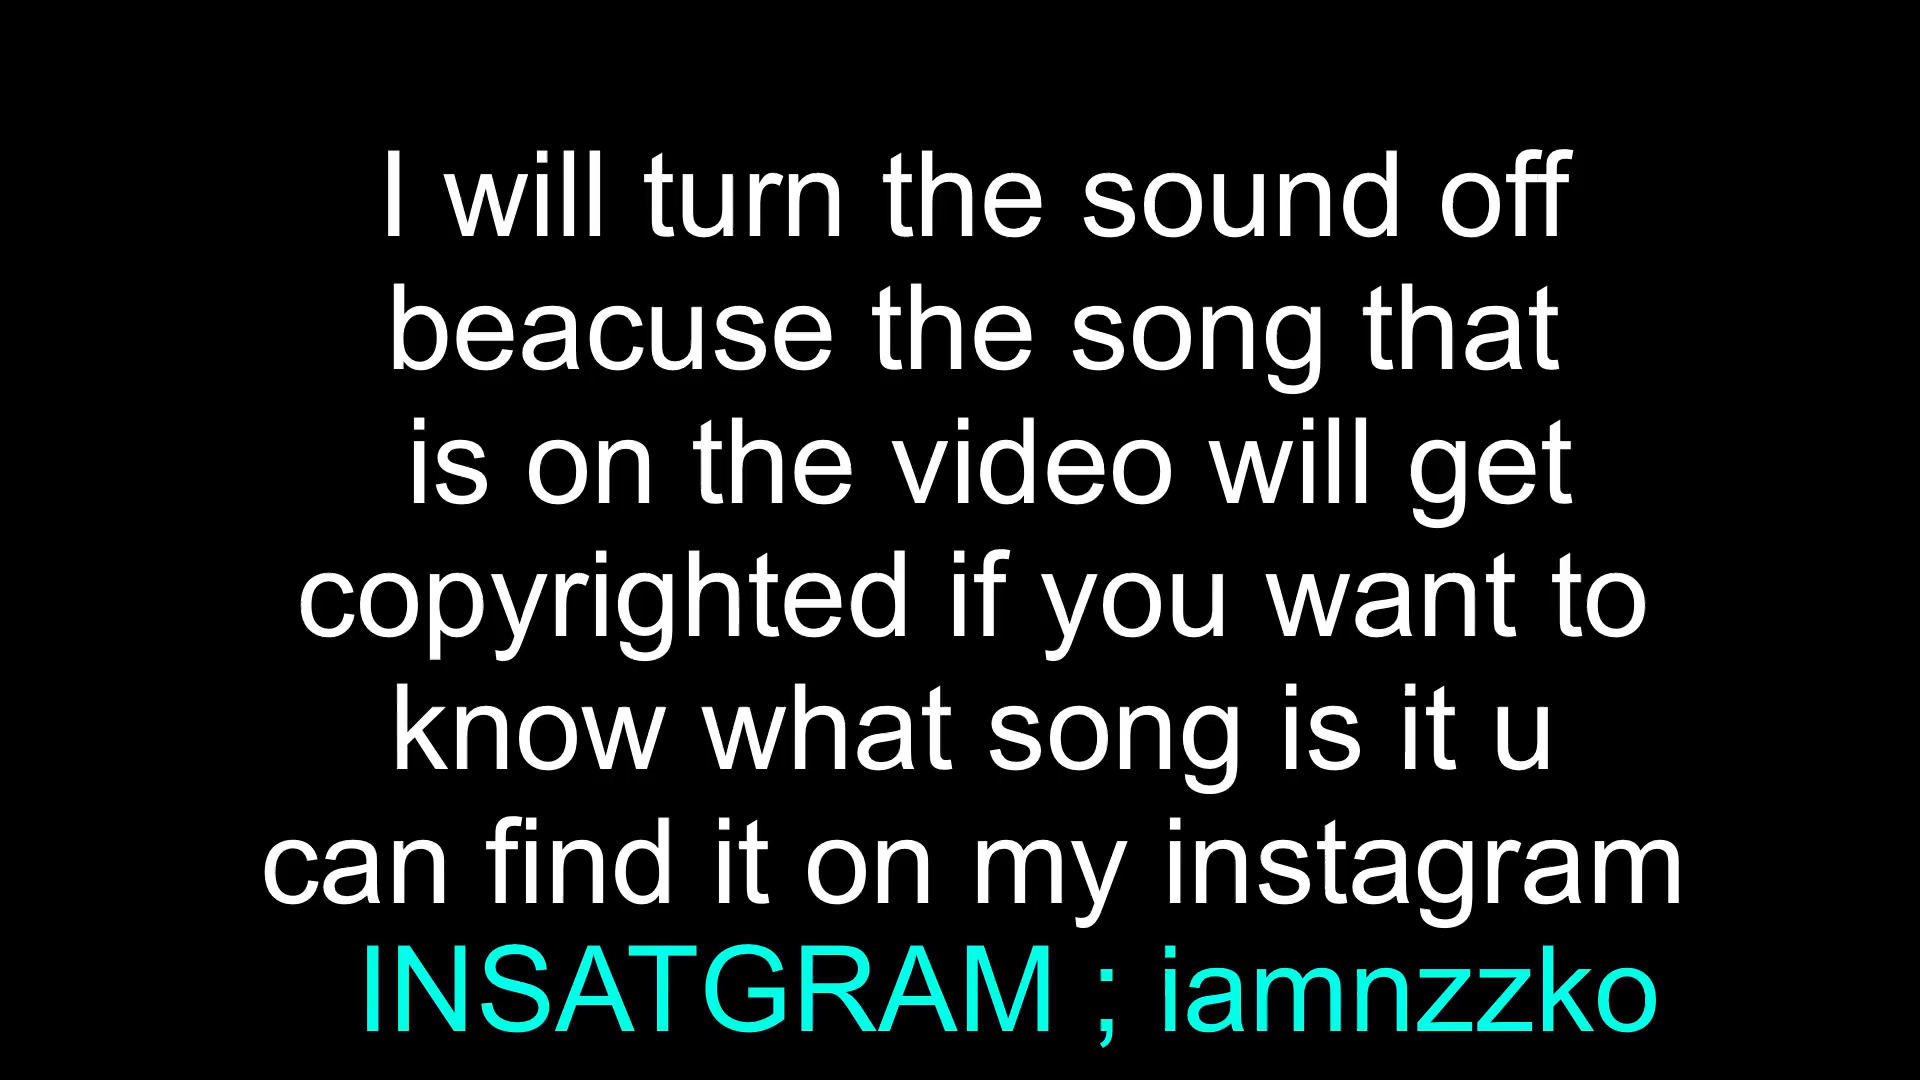 I will turn the sound off
beacuse the song that
is on the video will get
copyrighted if you want to
know what song is it u
can find it on my instagram
INSATGRAM ; iamnzzko